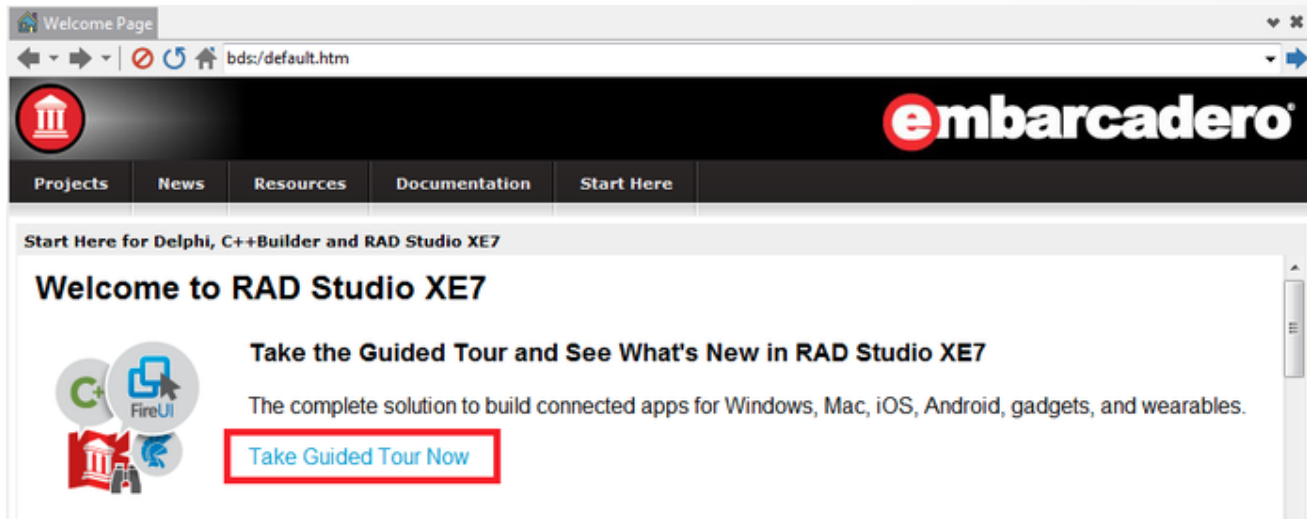 Welcome Page
bds:/default.htm
embarcadero
Projects News Resources Documentation Start Here
Start Here for Delphi, C++Builder and RAD Studio XE7
Welcome to RAD Studio XE7
Take the Guided Tour and See What's New in RAD Studio XE7
C+
FireUI
The complete solution to build connected apps for Windows, Mac, iOS, Android, gadgets, and wearables.
Take Guided Tour Now